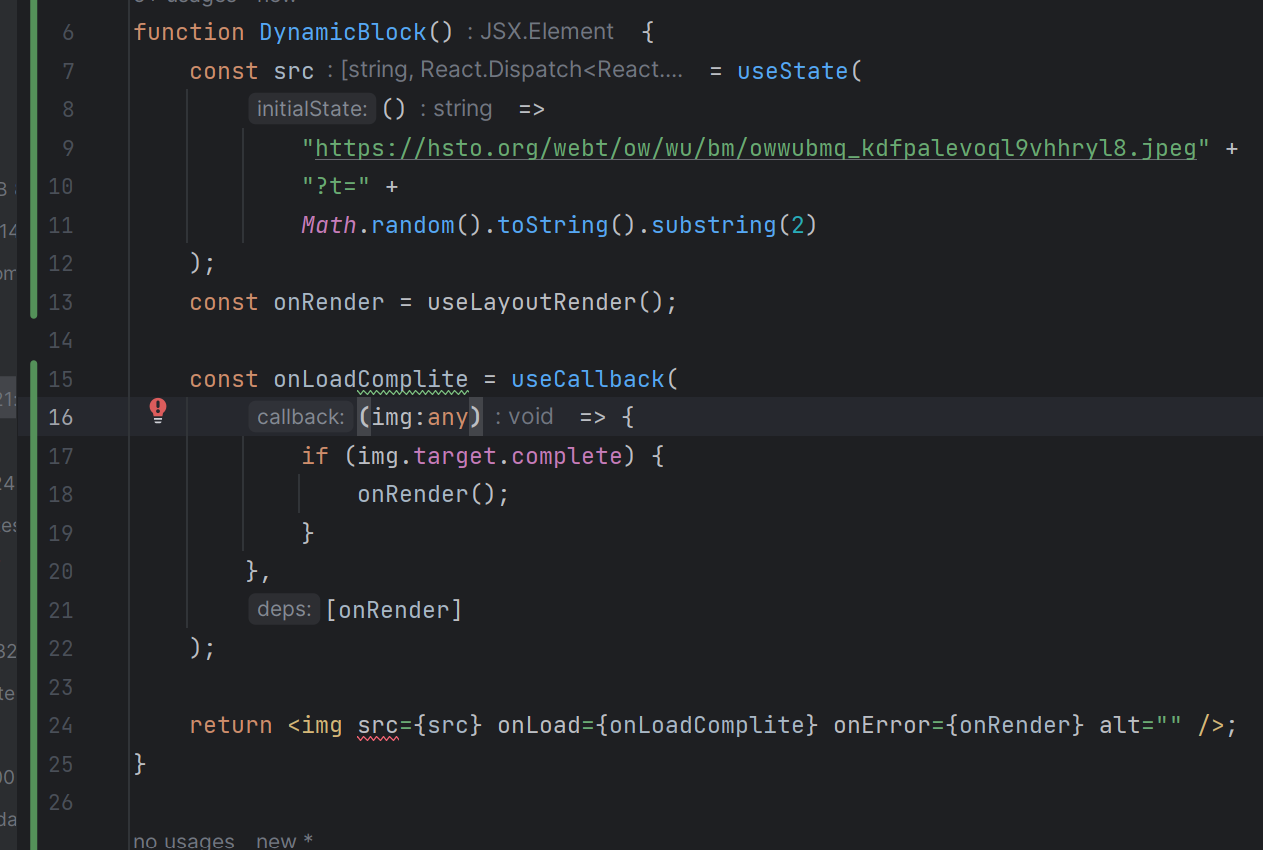 6 function DynamicBlock() : JSX.Element {
7 const src : [string, React.Dispatch<React.... = useState(
8 initialState: () : string =>
9 "https://hsto.org/webt/ow/wu/bm/owwubmq_kdfpalevoql9vhhryl8.jpeg" +
10 "?t=" +
11 Math.random().toString().substring(2)
12 );
13 const onRender = useLayoutRender();
14
15 const onLoadComplite = useCallback(
16 callback: (img:any) : void => {
17 if (img.target.complete) {
18 onRender();
19 }
20 },
21 deps: [onRender]
22 );
23
24 return <img src={src} onLoad={onLoadComplite} onError={onRender} alt="" />;
25 }
26
no usages new *